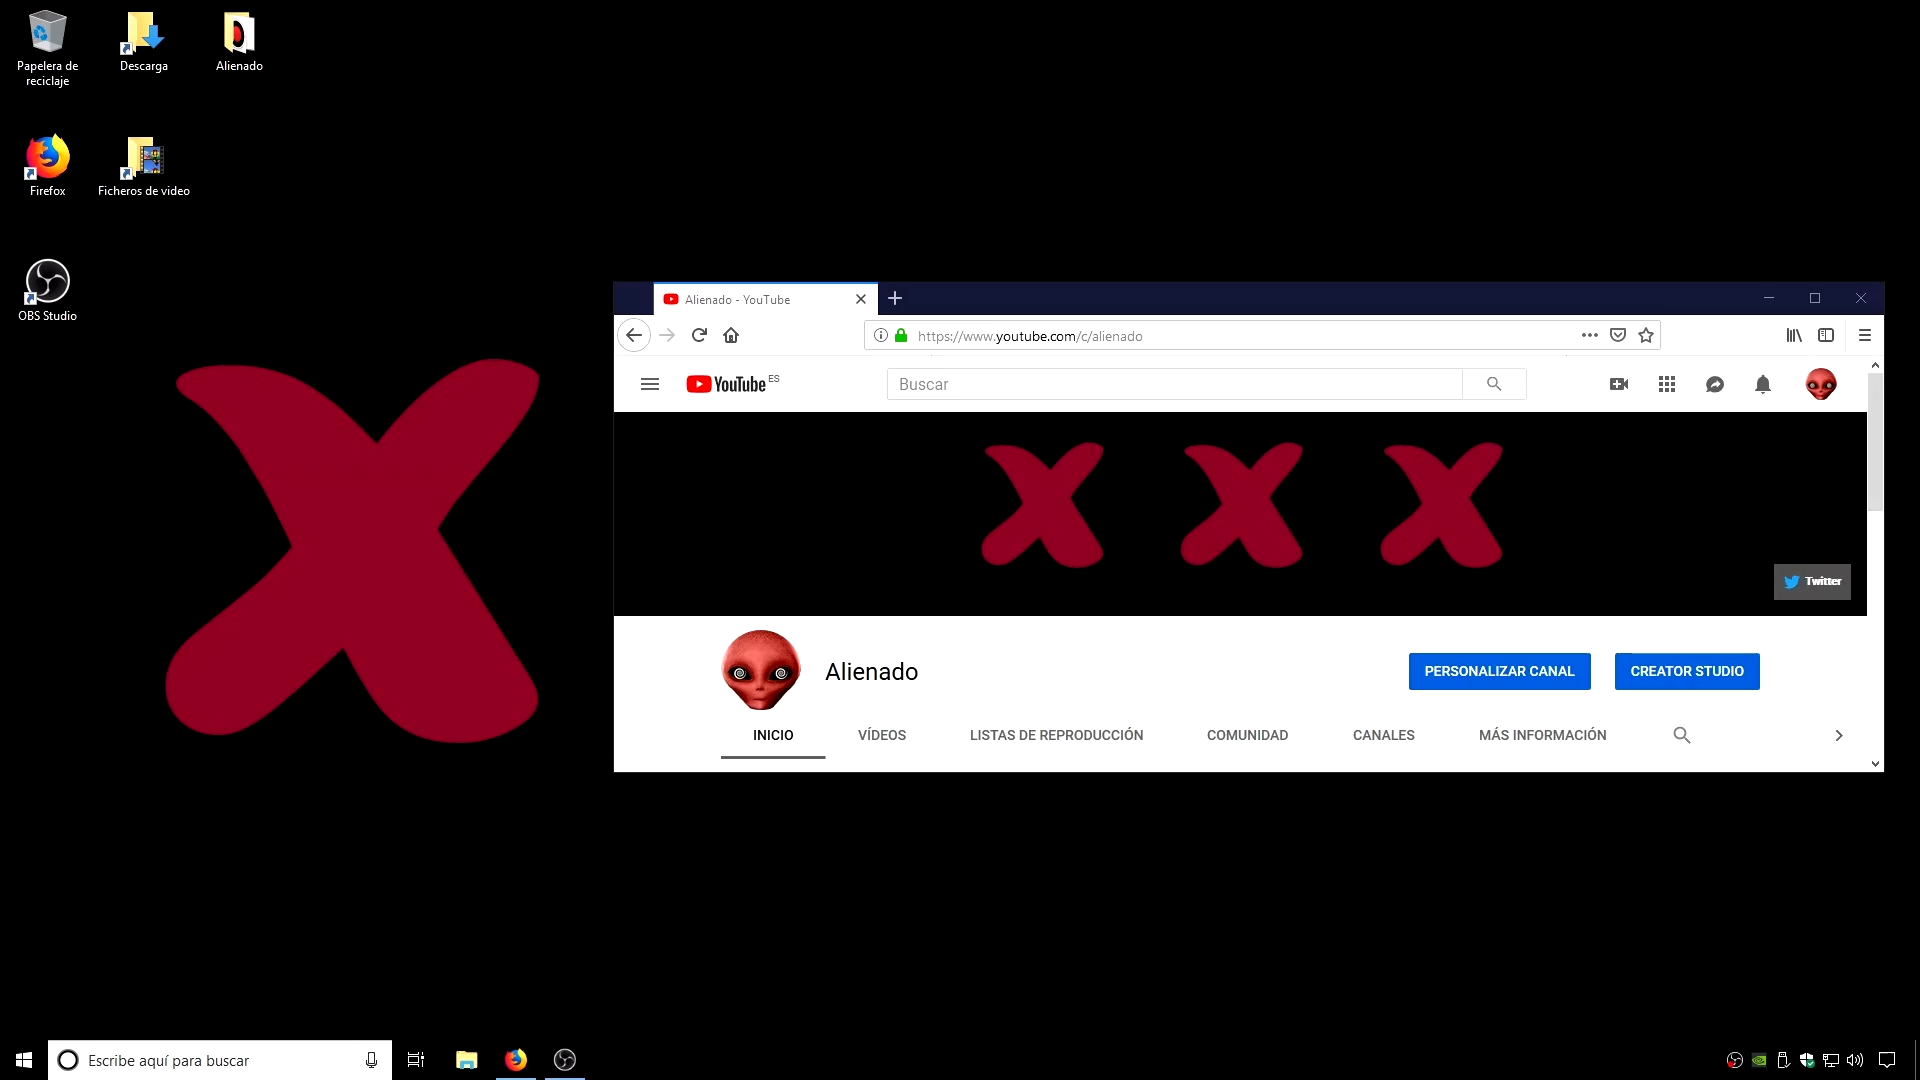 Papelera de
reciclaje
Descarga
Alienado
Firefox
Ficheros de video
OBS Studio
Alienado - YouTube
https://www.youtube.com/c/alienado
YouTube ES
Buscar
X X X
Twitter
Alienado
PERSONALIZAR CANAL
CREATOR STUDIO
INICIO
VÍDEOS
LISTAS DE REPRODUCCIÓN
COMUNIDAD
CANALES
MÁS INFORMACIÓN
X
Escribe aquí para buscar